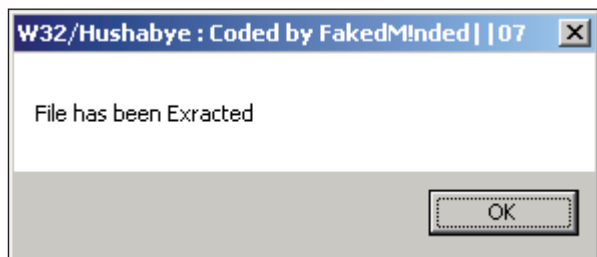 W32/Hushabye : Coded by FakedM!nded||07
File has been Exracted
OK